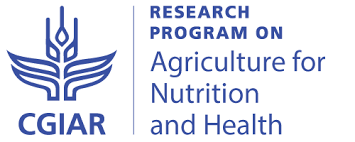 RESEARCH
PROGRAM ON
Agriculture for
Nutrition
and Health
CGIAR